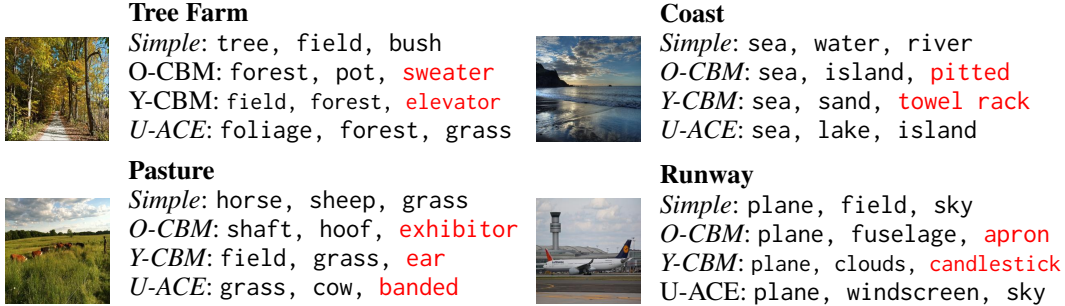 Tree Farm
Simple: tree, field, bush
O-CBM: forest, pot, sweater
Y-CBM: field, forest, elevator
U-ACE: foliage, forest, grass
Coast
Simple: sea, water, river
O-CBM: sea, island, pitted
Y-CBM: sea, sand, towel rack
U-ACE: sea, lake, island
Pasture
Simple: horse, sheep, grass
O-CBM: shaft, hoof, exhibitor
Y-CBM: field, grass, ear
U-ACE: grass, cow, banded
Runway
Simple: plane, field, sky
O-CBM: plane, fuselage, apron
Y-CBM: plane, clouds, candlestick
U-ACE: plane, windscreen, sky